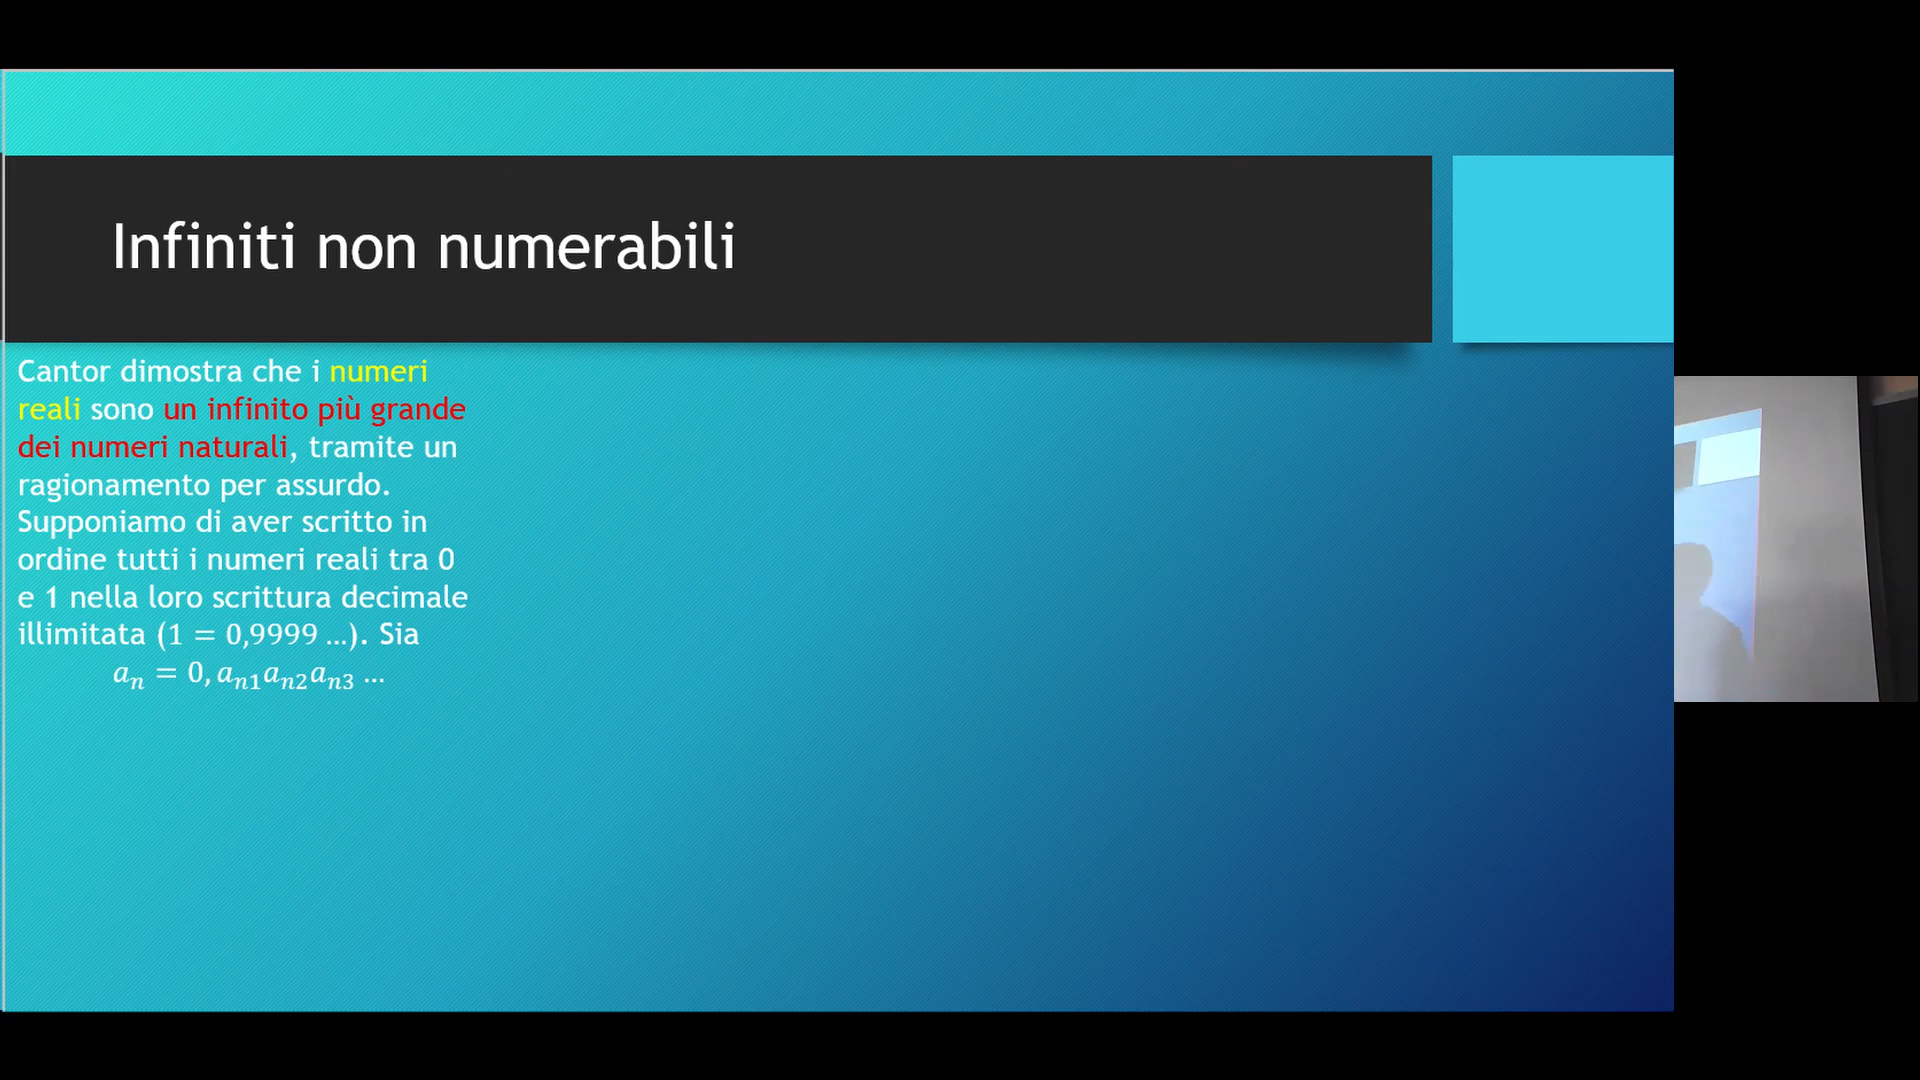 Infiniti non numerabili
Cantor dimostra che i numeri
reali sono un infinito più grande
dei numeri naturali, tramite un
ragionamento per assurdo.
Supponiamo di aver scritto in
ordine tutti i numeri reali tra 0
e 1 nella loro scrittura decimale
illimitata (1 = 0,9999 …). Sia
aₙ = 0, aₙ₁aₙ₂aₙ₃ …